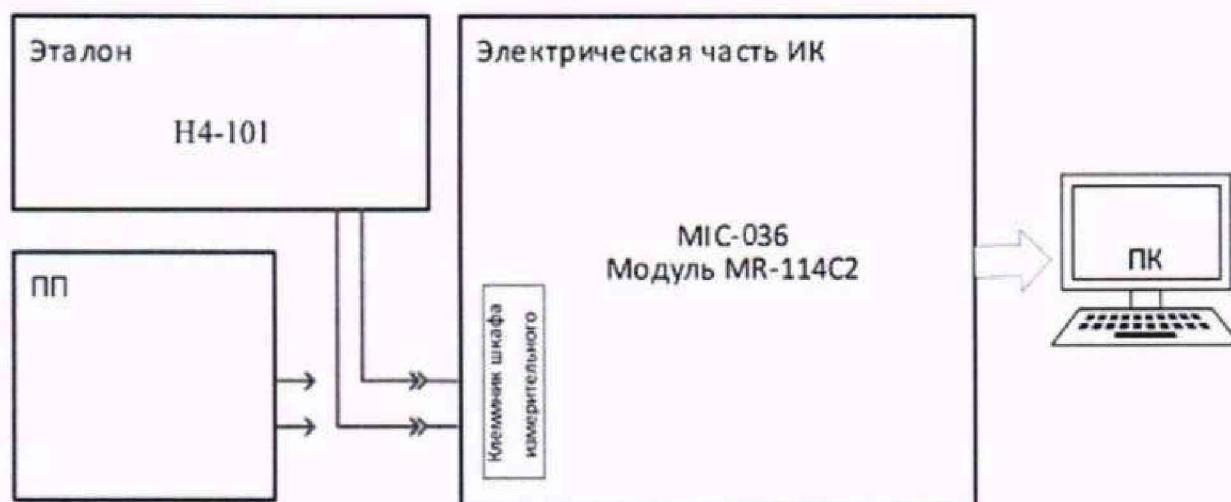 Эталон
Н4-101
ПП
Электрическая часть ИК
MIC-036
Модуль MR-114C2
Клеммник шкафа
измерительного
ПК